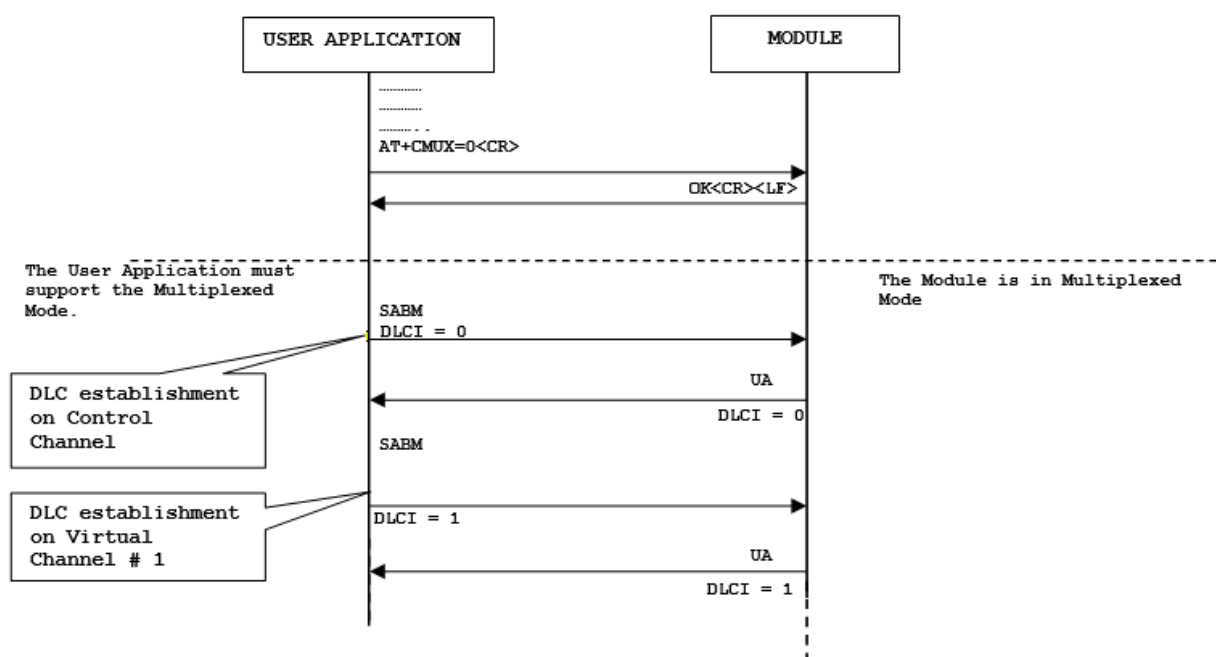 USER APPLICATION
MODULE
............
............
...........
AT+CMUX=0<CR>
OK<CR><LF>
The User Application must
support the Multiplexed
Mode.
The Module is in Multiplexed
Mode
SABM
DLCI = 0
DLC establishment
on Control
Channel
UA
DLCI = 0
SABM
DLC establishment
on Virtual
Channel # 1
DLCI = 1
UA
DLCI = 1